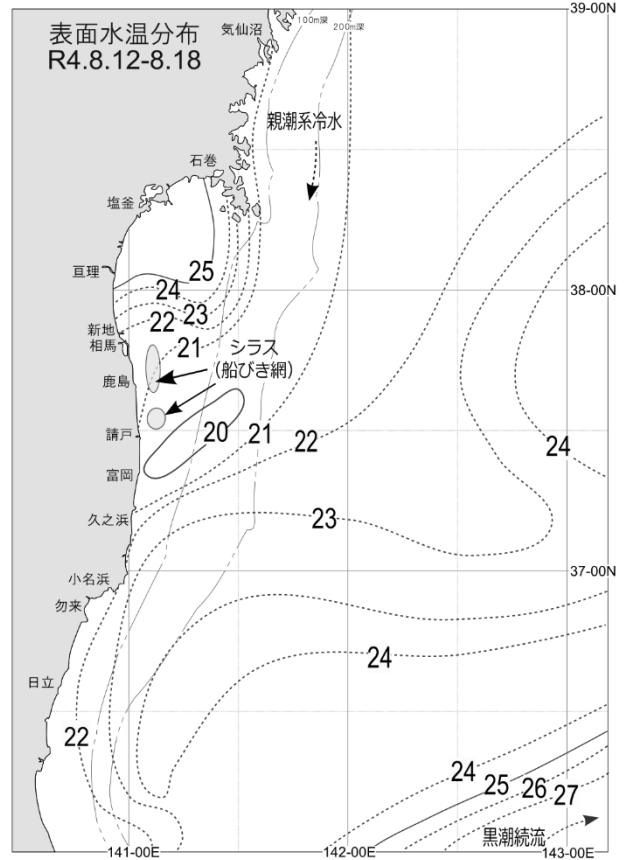 39-00N
表面水温分布
R4.8.12-8.18
気仙沼
100m深
200m深
親潮系冷水
石巻
塩釜
亘理
25
24
38-00N
23
22
新地
相馬
21
シラス
(船びき網)
鹿島
20
21
22
24
請戸
富岡
久之浜
23
小名浜
37-00N
勿来
24
日立
22
24
25
26
27
黒潮続流
141-00E
142-00E
143-00E